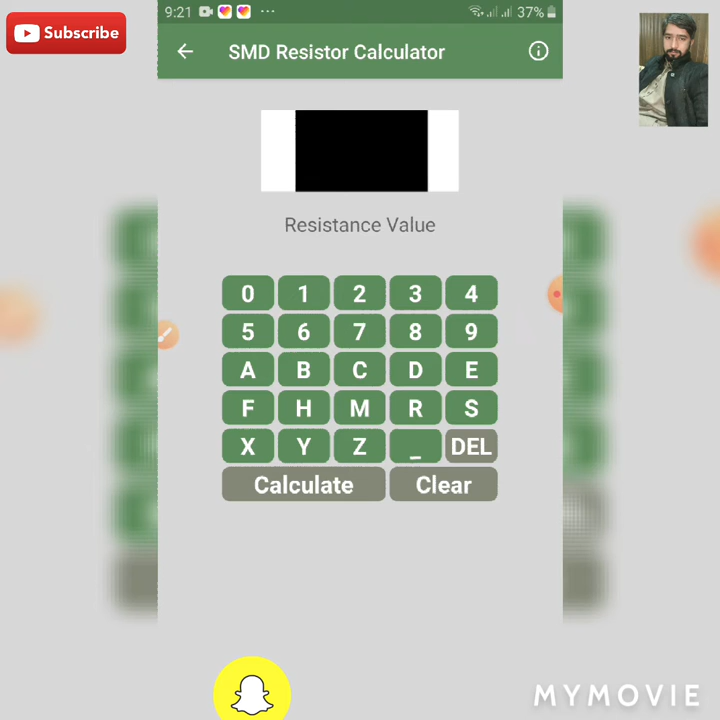 Subscribe
9:21 ... 37%
SMD Resistor Calculator
Resistance Value
0 1 2 3 4
5 6 7 8 9
A B C D E
F H M R S
X Y Z _ DEL
Calculate Clear
MYMOVIE